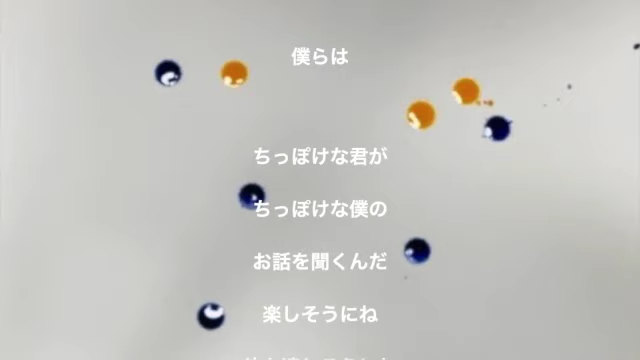 僕らは
ちっぽけな君が
ちっぽけな僕の
お話を聞くんだ
楽しそうにね